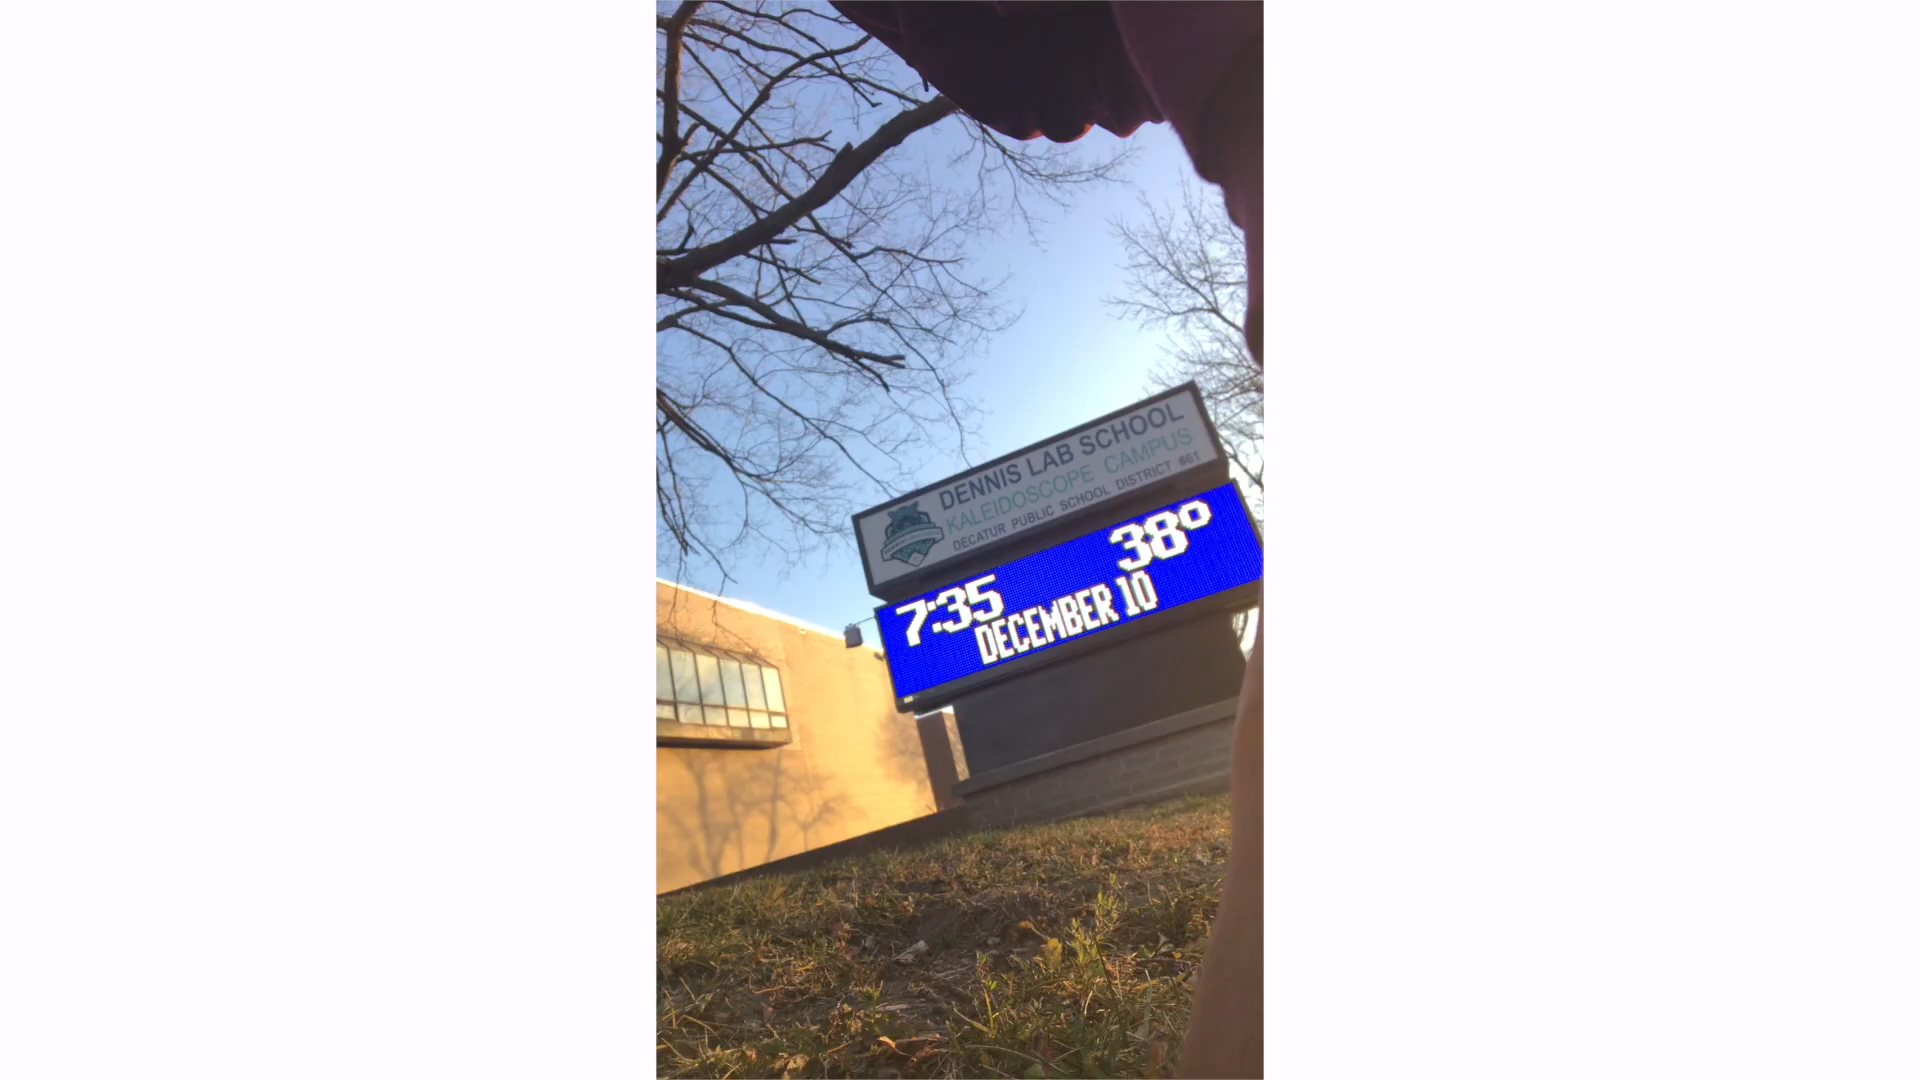 DENNIS LAB SCHOOL
KALEIDOSCOPE CAMPUS
DECATUR PUBLIC SCHOOL DISTRICT #61
7:35 38°
DECEMBER 10